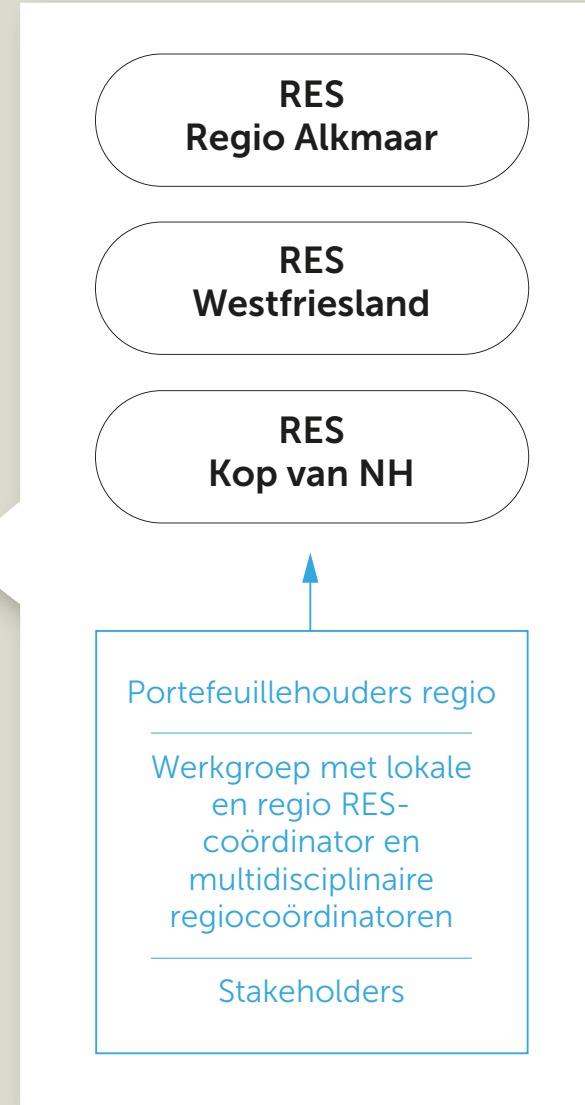 RES
Regio Alkmaar
RES
Westfriesland
RES
Kop van NH
Portefeuillehouders regio
Werkgroep met lokale
en regio RES-
coördinator en
multidisciplinaire
regiocoördinatoren
Stakeholders